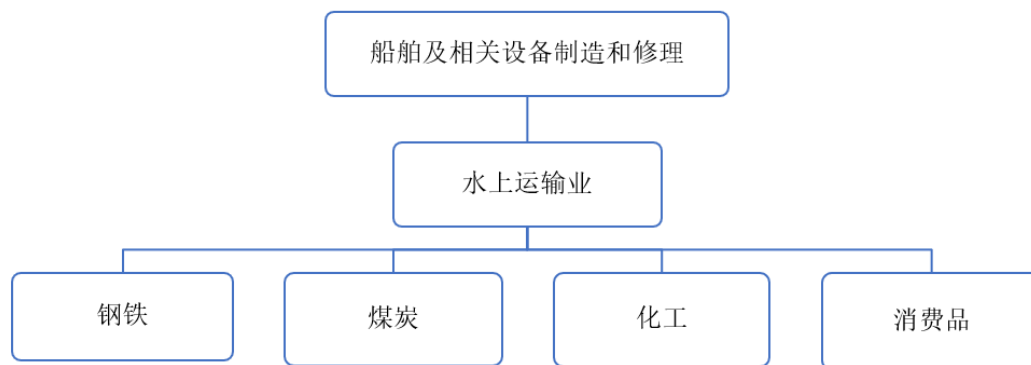 船舶及相关设备制造和修理
水上运输业
钢铁
煤炭
化工
消费品